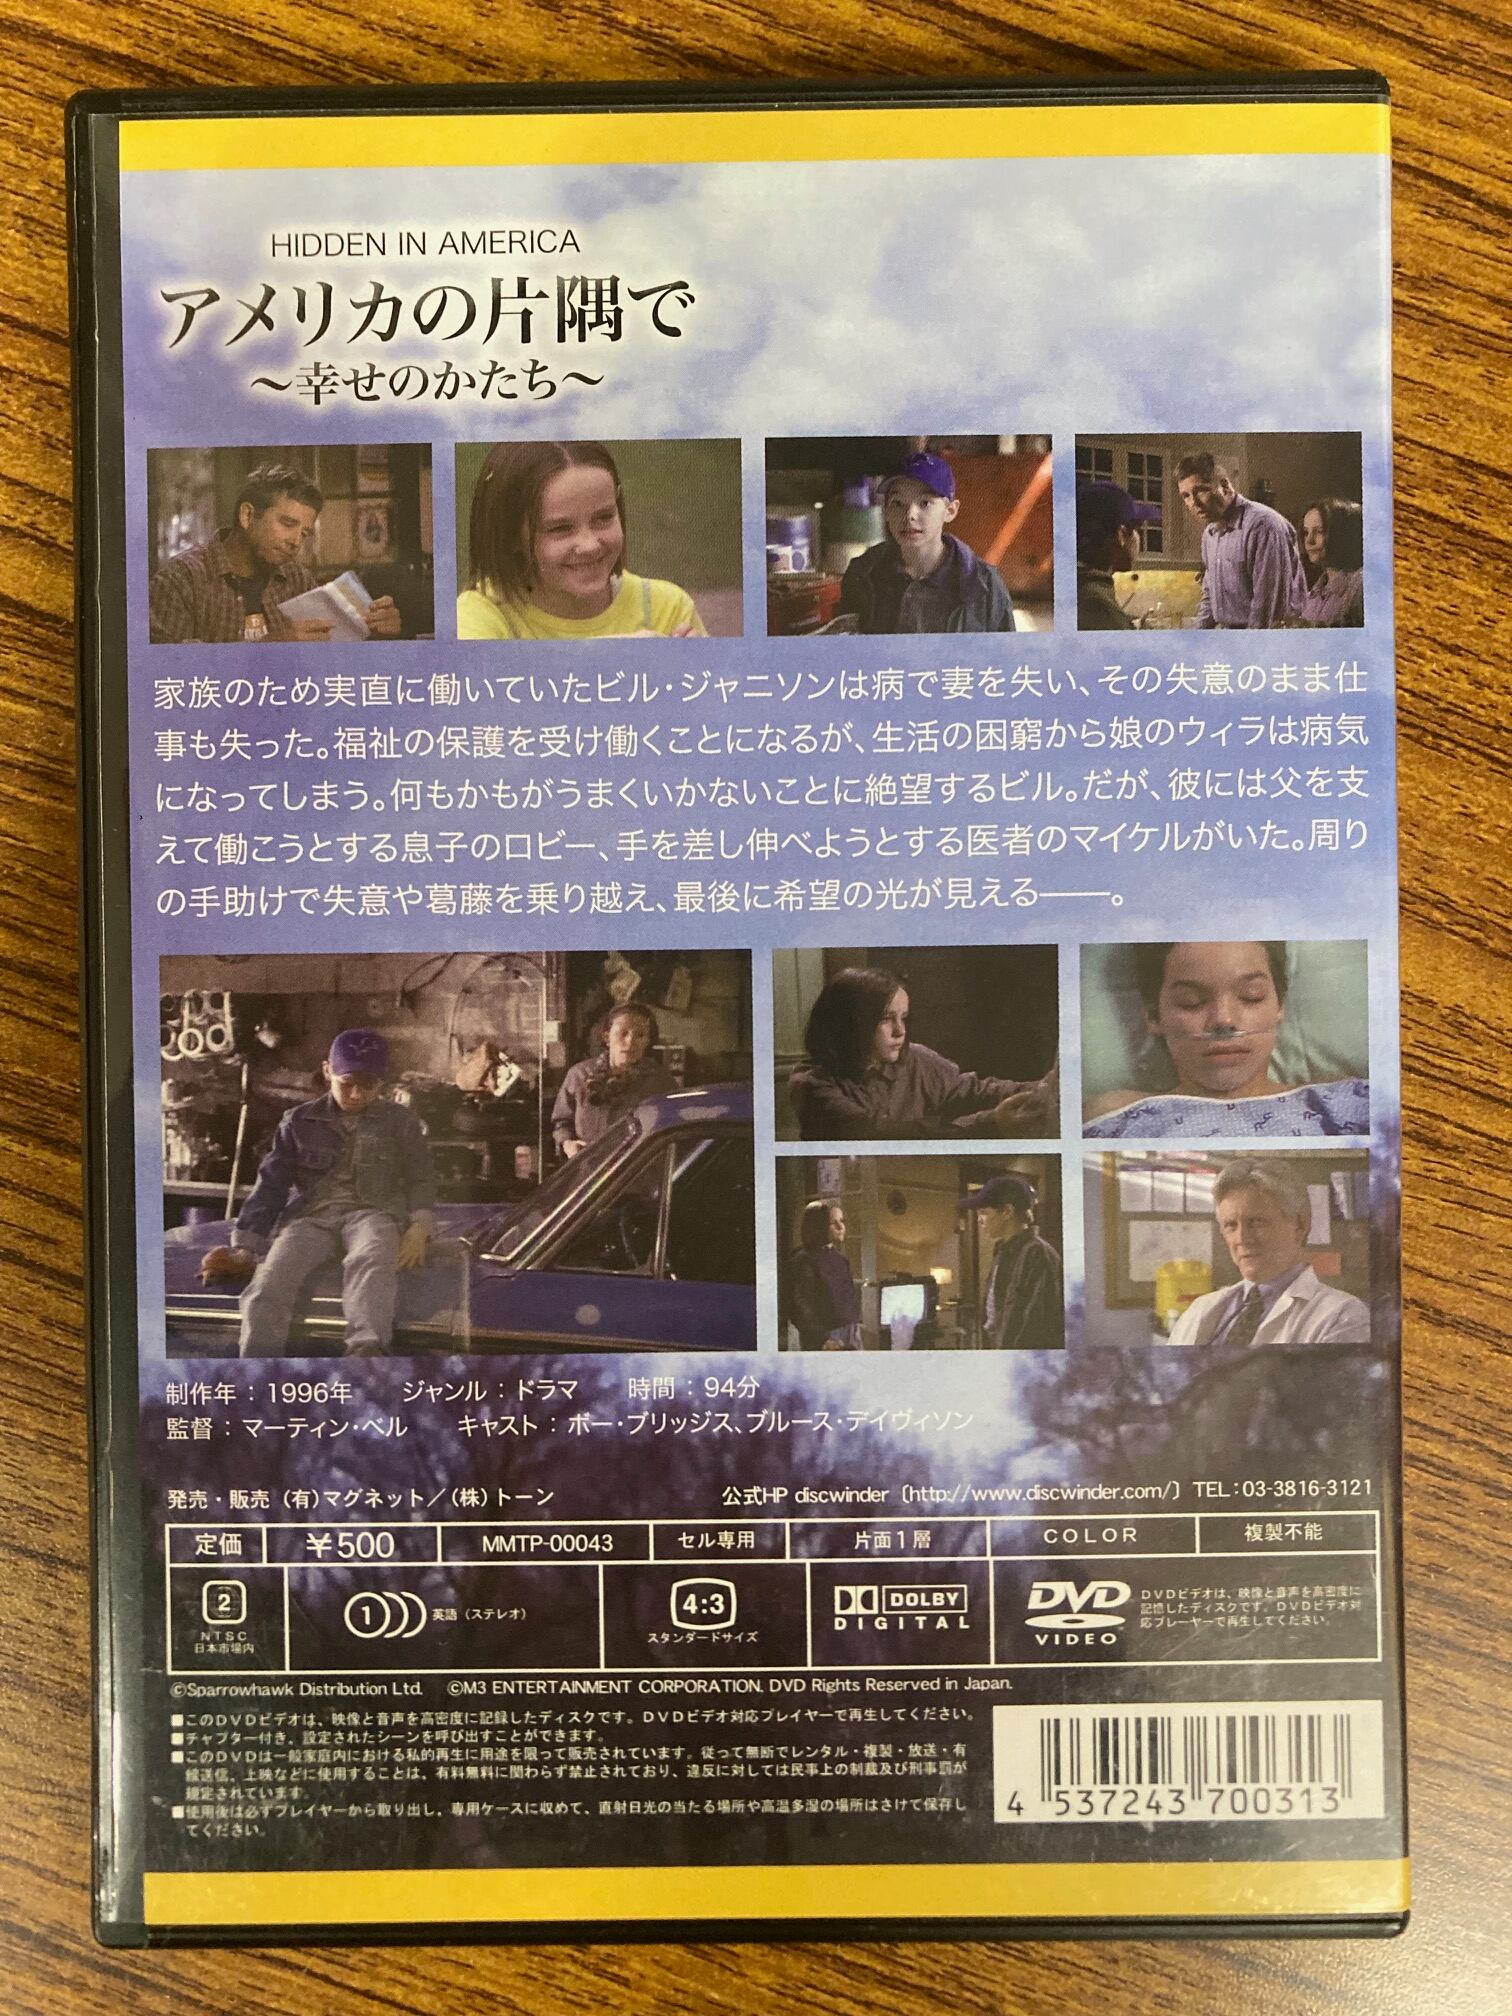 HIDDEN IN AMERICA
アメリカの片隅で
～幸せのかたち～
家族のため実直に働いていたビル・ジャニソンは病で妻を失い、その失意のまま仕
事も失った。福祉の保護を受け働くことになるが、生活の困窮から娘のウィラは病気
になってしまう。何もかもがうまくいかないことに絶望するビル。だが、彼には父を支
えて働こうとする息子のロビー、手を差し伸べようとする医者のマイケルがいた。周り
の手助けで失意や葛藤を乗り越え、最後に希望の光が見える――。
制作年：1996年　ジャンル：ドラマ　時間：94分
監督：マーティン・ベル　キャスト：ボー・ブリッジス、ブルース・デイヴィソン
発売・販売（有）マグネット／（株）トーン　公式HP discwinder〔http://www.discwinder.com/〕TEL：03-3816-3121
定価 ￥500 MMTP-00043 セル専用 片面1層 COLOR 複製不能
2
NTSC
日本市場内
1 英語（ステレオ）
4:3
スタンダードサイズ
DOLBY
DIGITAL
DVD
VIDEO
DVDビデオは、映像と音声を高密度に
記憶したディスクです。DVDビデオ対
応プレーヤーで再生してください。
©Sparrowhawk Distribution Ltd. ©M3 ENTERTAINMENT CORPORATION. DVD Rights Reserved in Japan.
■このDVDビデオは、映像と音声を高密度に記録したディスクです。DVDビデオ対応プレイヤーで再生してください。
■チャプター付き、設定されたシーンを呼び出すことができます。
■このDVDは一般家庭内における私的再生に用途を限って販売されています。従って無断でレンタル・複製・放送・有
線送信、上映などに使用することは、有料無料に関わらず禁止されており、違反に対しては民事上の制裁及び刑事罰が
規定されています。
■使用後は必ずプレイヤーから取り出し、専用ケースに収めて、直射日光の当たる場所や高温多湿の場所はさけて保存し
てください。
4 537243 700313